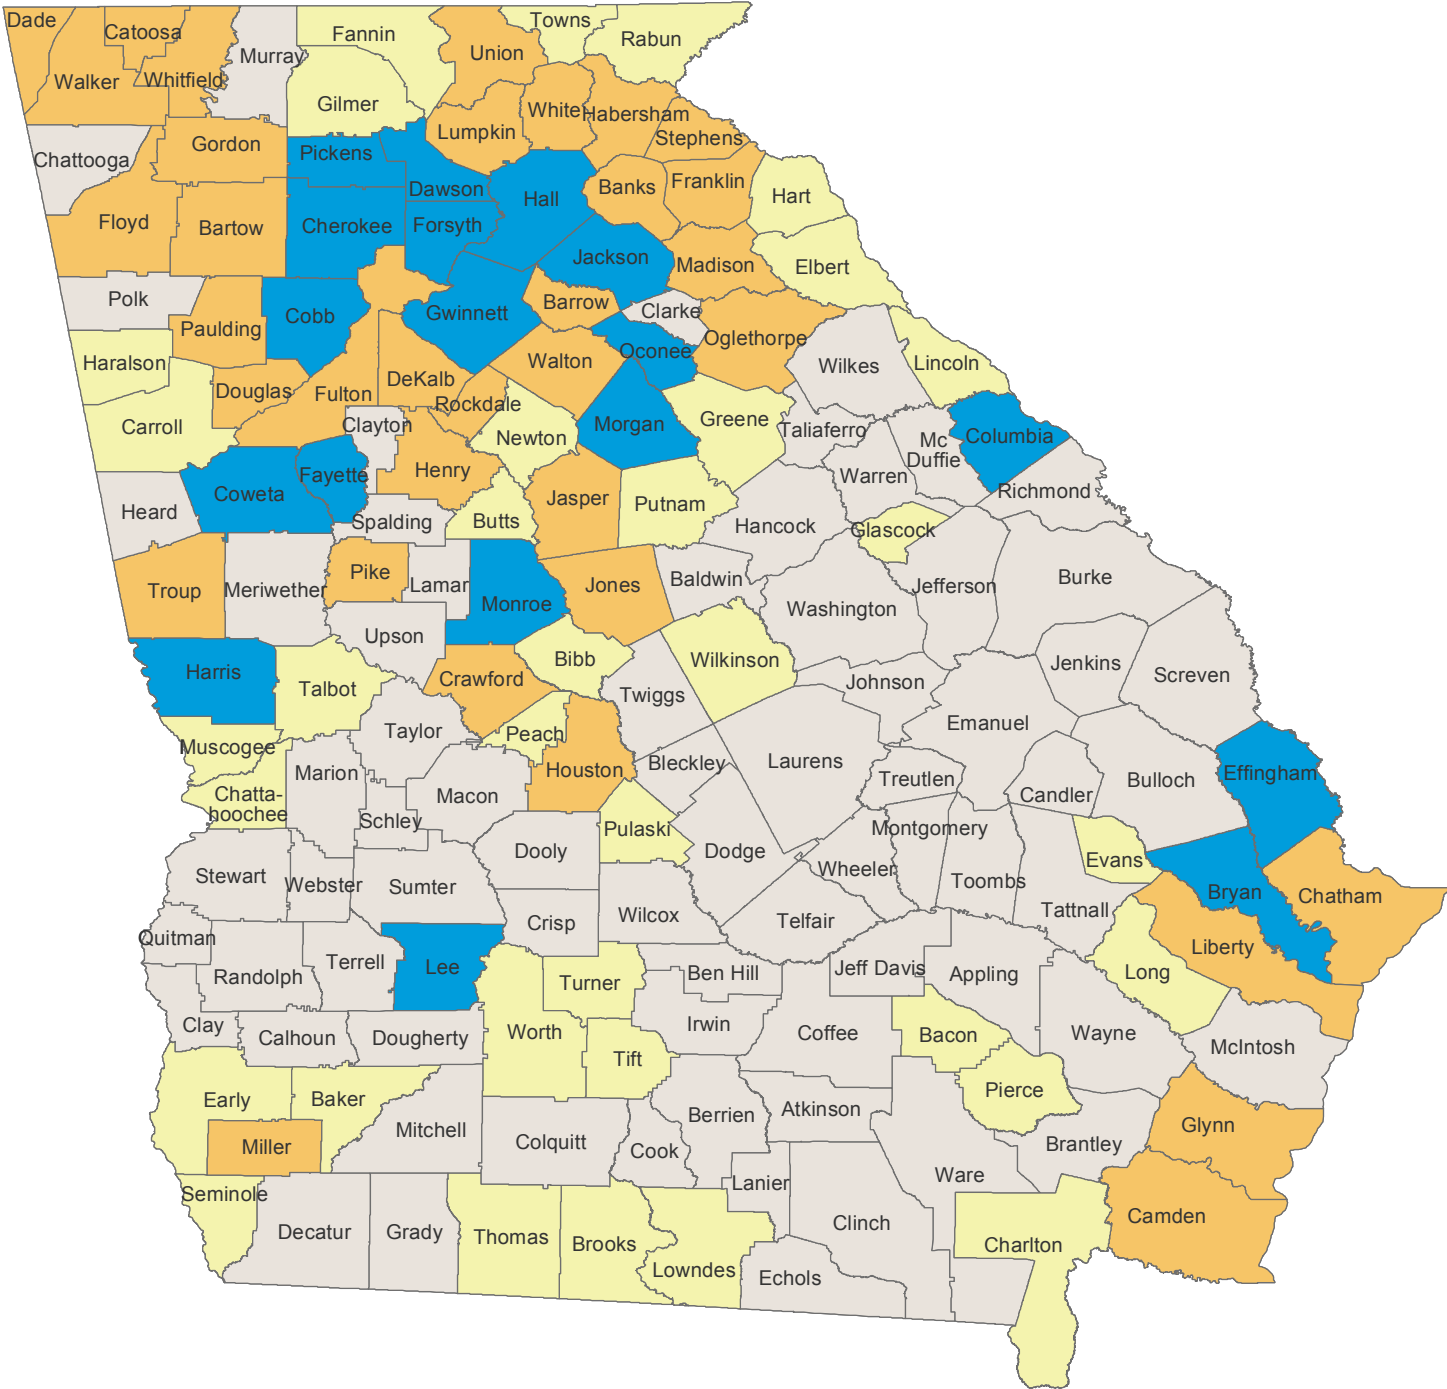 Dade
Catoosa
Murray
Fannin
Union
Towns
Rabun
Walker
Whitfield
Gilmer
Lumpkin
White
Habersham
Stephens
Chattooga
Gordon
Pickens
Dawson
Hall
Banks
Franklin
Hart
Floyd
Bartow
Cherokee
Forsyth
Jackson
Madison
Elbert
Polk
Paulding
Cobb
Gwinnett
Barrow
Clarke
Oglethorpe
Haralson
Douglas
Fulton
DeKalb
Rockdale
Walton
Oconee
Wilkes
Lincoln
Carroll
Clayton
Newton
Morgan
Greene
Taliaferro
Mc
Duffie
Columbia
Coweta
Fayette
Henry
Jasper
Putnam
Warren
Richmond
Heard
Spalding
Butts
Hancock
Glascock
Troup
Meriwether
Pike
Lamar
Monroe
Jones
Baldwin
Washington
Jefferson
Burke
Upson
Harris
Talbot
Crawford
Bibb
Wilkinson
Twiggs
Johnson
Jenkins
Screven
Muscogee
Taylor
Peach
Houston
Bleckley
Laurens
Emanuel
Treutlen
Candler
Bulloch
Effingham
Chatta-
hoochee
Marion
Macon
Schley
Pulaski
Dodge
Montgomery
Wheeler
Toombs
Evans
Stewart
Webster
Sumter
Dooly
Crisp
Wilcox
Telfair
Tattnall
Bryan
Chatham
Quitman
Randolph
Terrell
Lee
Turner
Ben Hill
Jeff Davis
Appling
Long
Liberty
Clay
Calhoun
Dougherty
Worth
Irwin
Coffee
Bacon
Wayne
McIntosh
Early
Baker
Tift
Pierce
Miller
Mitchell
Colquitt
Cook
Berrien
Atkinson
Ware
Brantley
Glynn
Seminole
Decatur
Grady
Thomas
Brooks
Lowndes
Lanier
Clinch
Echols
Charlton
Camden